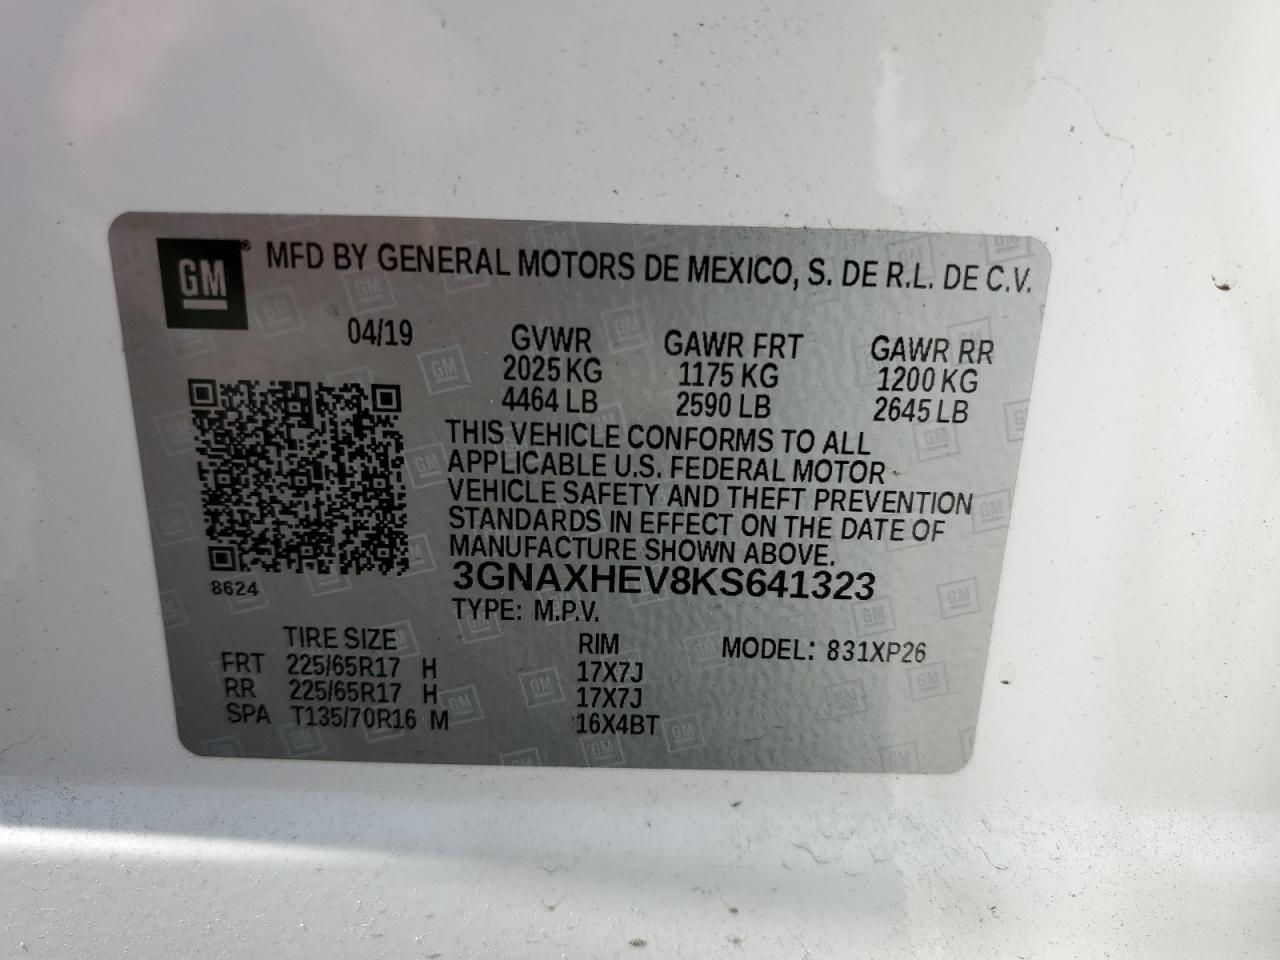 GM ® MFD BY GENERAL MOTORS DE MEXICO, S. DE R.L. DE C.V.
04/19 GVWR GAWR FRT GAWR RR
2025 KG 1175 KG 1200 KG
4464 LB 2590 LB 2645 LB
THIS VEHICLE CONFORMS TO ALL
APPLICABLE U.S. FEDERAL MOTOR
VEHICLE SAFETY AND THEFT PREVENTION
STANDARDS IN EFFECT ON THE DATE OF
MANUFACTURE SHOWN ABOVE.
8624 3GNAXHEV8KS641323
TYPE: M.P.V.
TIRE SIZE RIM MODEL: 831XP26
FRT 225/65R17 H 17X7J
RR 225/65R17 H 17X7J
SPA T135/70R16 M 16X4BT